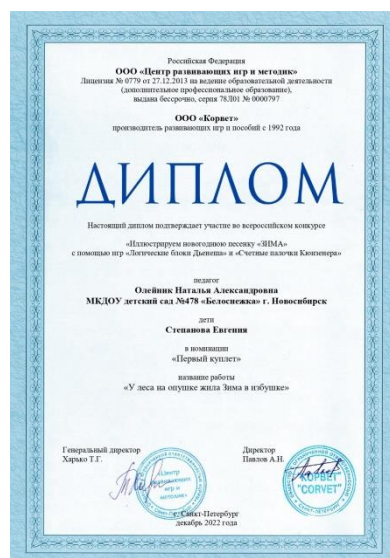 Российская Федерация
ООО «Центр развивающих игр и методик»
Лицензия № 0779 от 27.12.2013 на ведение образовательной деятельности
(дополнительное профессиональное образование),
выдана бессрочно, серия 78Л01 № 0000797
ООО «Корвет»
производитель развивающих игр и пособий с 1992 года
ДИПЛОМ
Настоящий диплом подтверждает участие во всероссийском конкурсе
«Иллюстрируем новогоднюю песенку «ЗИМА»
с помощью игр «Логические блоки Дьенеша» и «Счетные палочки Кюизенера»
педагог
Олейник Наталья Александровна
МКДОУ детский сад №478 «Белоснежка» г. Новосибирск
дети
Степанова Евгения
в номинации
«Первый куплет»
название работы
«У леса на опушке жила Зима в избушке»
Генеральный директор
Харько Т.Г.
Директор
Павлов А.Н.
«Центр
развивающих
игр и
методик»
КОРВЕТ
"CORVET"
г. Санкт-Петербург
декабрь 2022 года